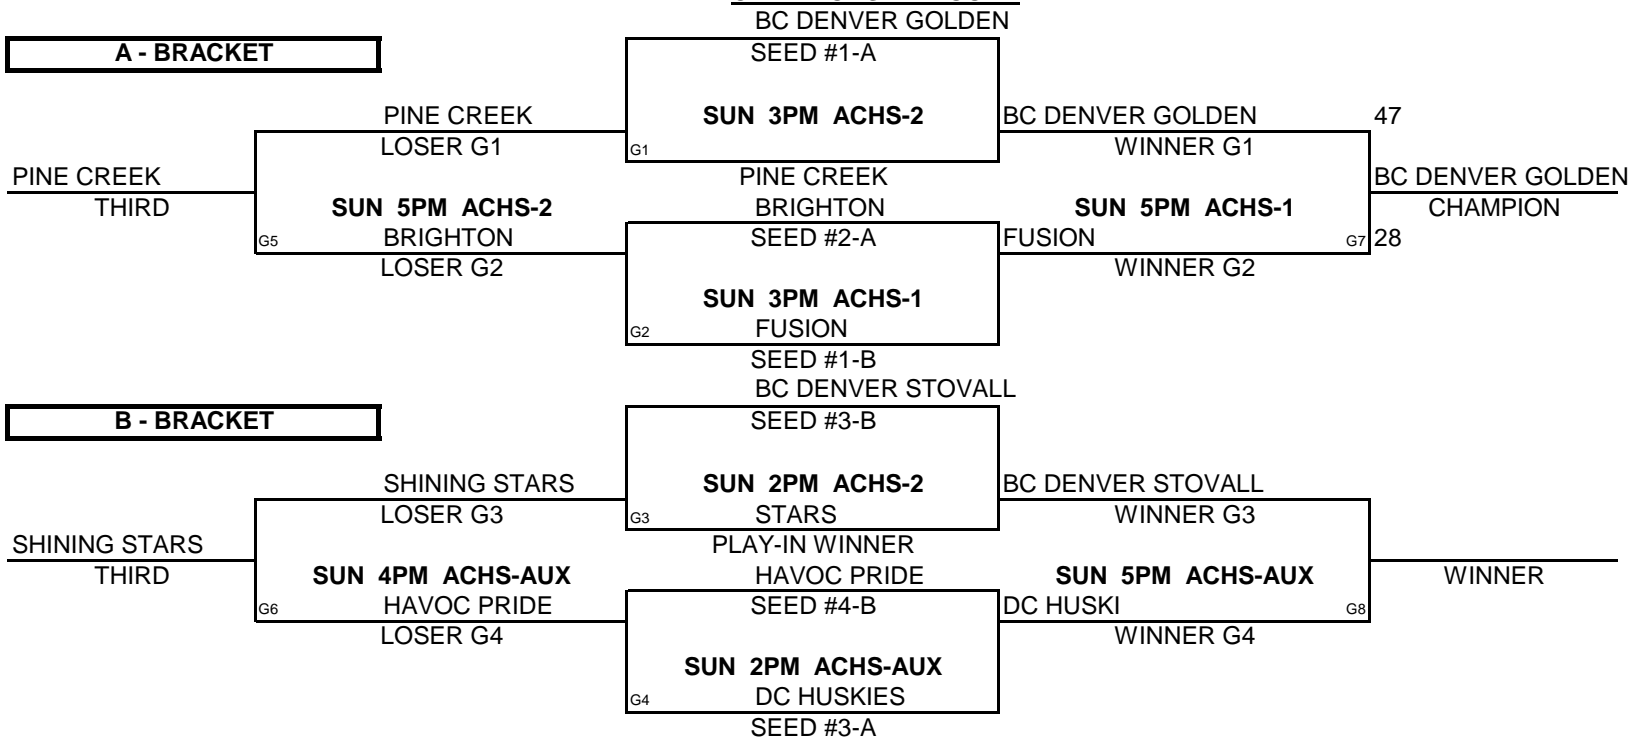 BC DENVER GOLDEN
A - BRACKET
SEED #1-A
PINE CREEK
SUN 3PM ACHS-2
BC DENVER GOLDEN
47
LOSER G1
G1
WINNER G1
PINE CREEK
PINE CREEK
BC DENVER GOLDEN
THIRD
SUN 5PM ACHS-2
BRIGHTON
SUN 5PM ACHS-1
CHAMPION
G5
BRIGHTON
SEED #2-A
FUSION
G7
28
LOSER G2
WINNER G2
SUN 3PM ACHS-1
G2
FUSION
SEED #1-B
BC DENVER STOVALL
B - BRACKET
SEED #3-B
SHINING STARS
SUN 2PM ACHS-2
BC DENVER STOVALL
LOSER G3
G3
STARS
WINNER G3
SHINING STARS
PLAY-IN WINNER
THIRD
SUN 4PM ACHS-AUX
HAVOC PRIDE
SUN 5PM ACHS-AUX
WINNER
G6
HAVOC PRIDE
SEED #4-B
DC HUSKI
G8
LOSER G4
WINNER G4
SUN 2PM ACHS-AUX
G4
DC HUSKIES
SEED #3-A